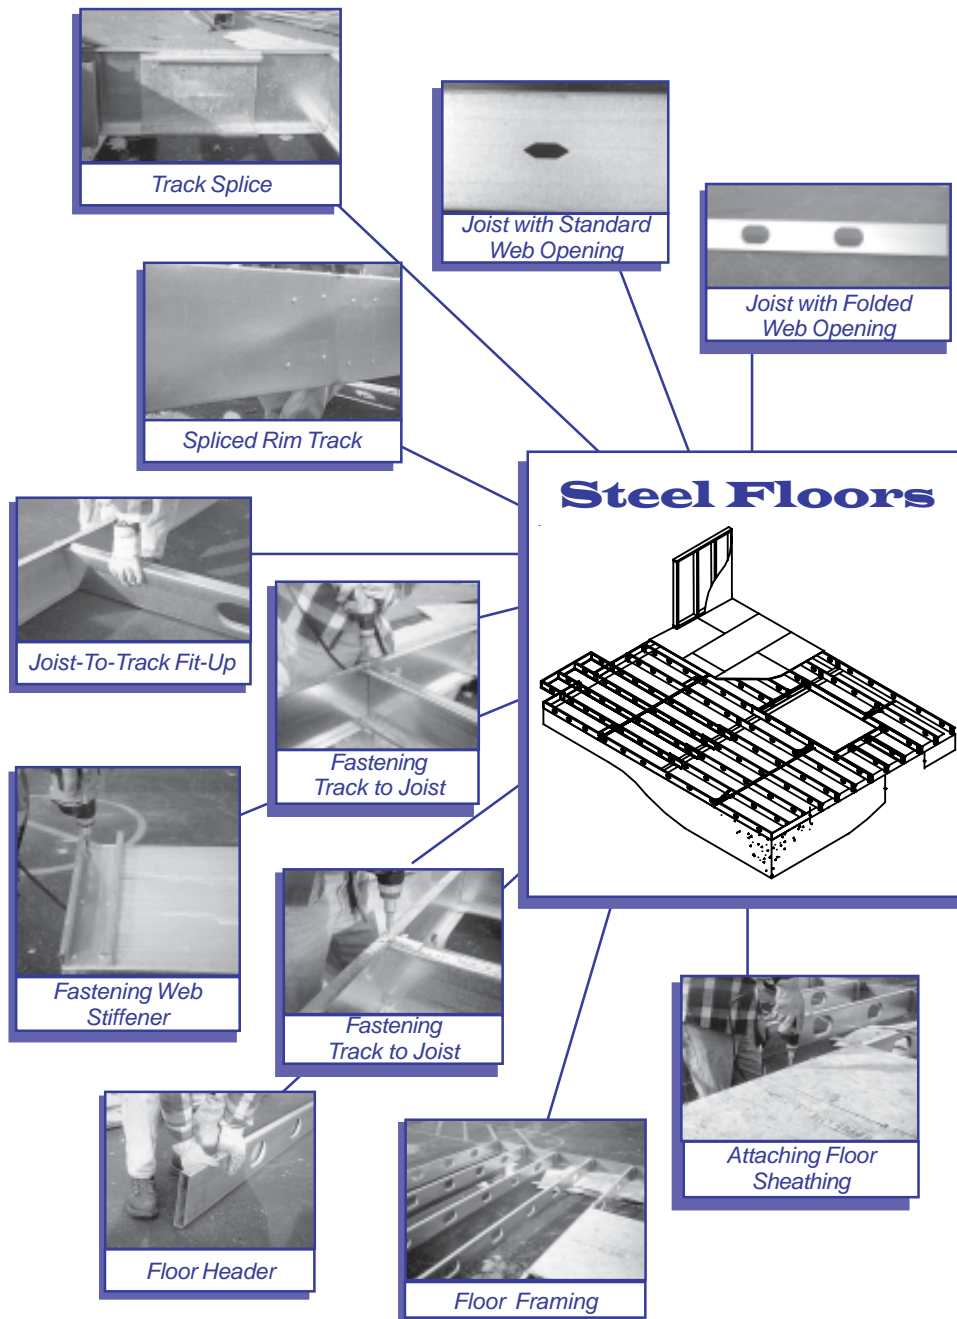 Track Splice
Joist with Standard
Web Opening
Joist with Folded
Web Opening
Spliced Rim Track
Steel Floors
Joist-To-Track Fit-Up
Fastening
Track to Joist
Fastening Web
Stiffener
Fastening
Track to Joist
Attaching Floor
Sheathing
Floor Header
Floor Framing